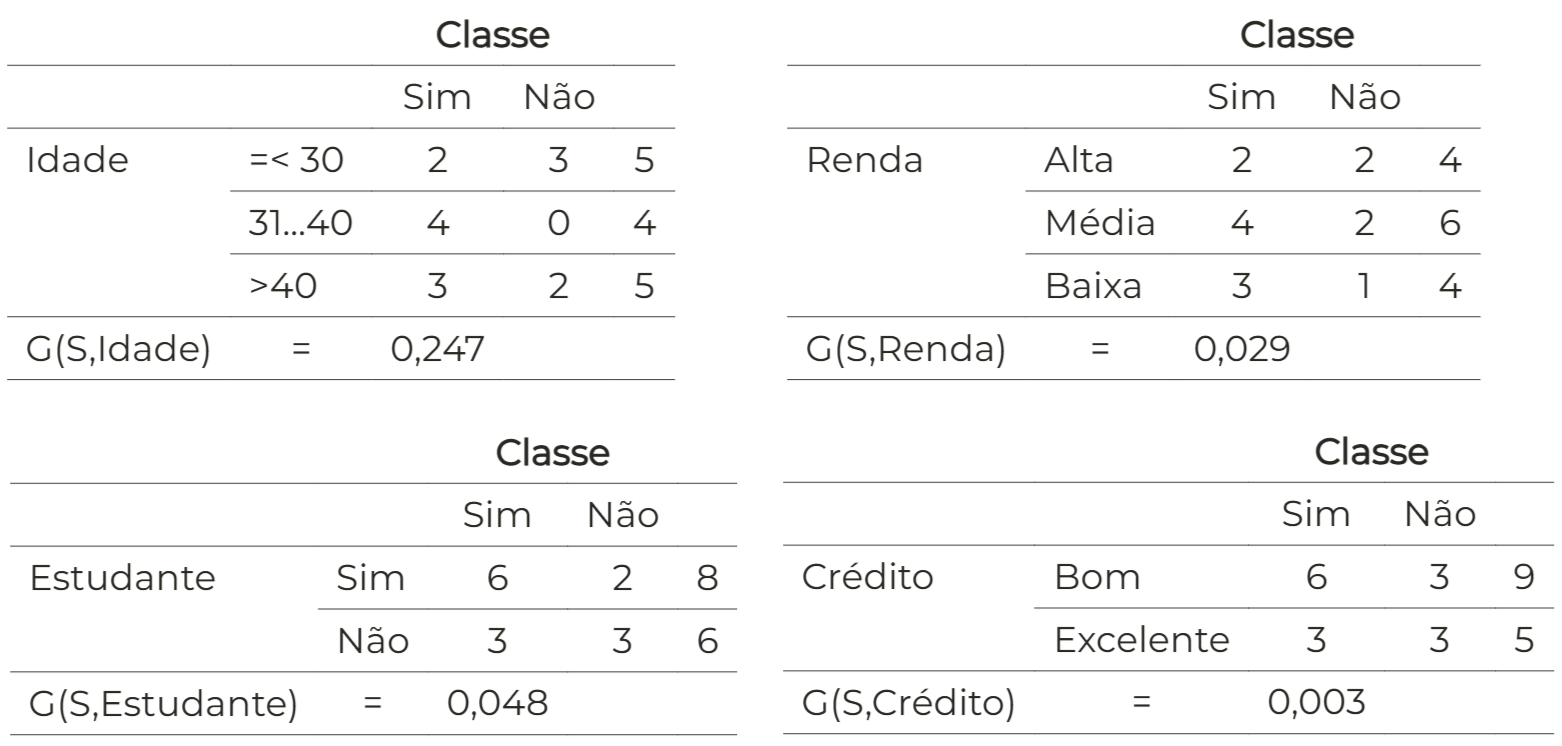 Classe
Sim Não
Idade =< 30 2 3 5
31...40 4 0 4
>40 3 2 5
G(S,Idade) = 0,247
Classe
Sim Não
Renda Alta 2 2 4
Média 4 2 6
Baixa 3 1 4
G(S,Renda) = 0,029
Classe
Sim Não
Estudante Sim 6 2 8
Não 3 3 6
G(S,Estudante) = 0,048
Classe
Sim Não
Crédito Bom 6 3 9
Excelente 3 3 5
G(S,Crédito) = 0,003